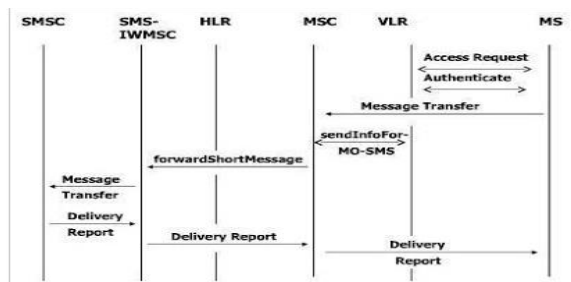 SMSC SMS- HLR MSC VLR MS
IWMSC
Access Request
Authenticate
Message Transfer
sendInfoFor-
MO-SMS
forwardShortMessage
Message
Transfer
Delivery
Report
Delivery Report
Delivery
Report